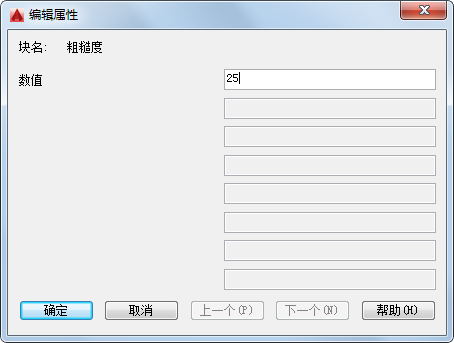 编辑属性
块名: 粗糙度
数值 25
确定 取消 上一个(P) 下一个(N) 帮助(H)